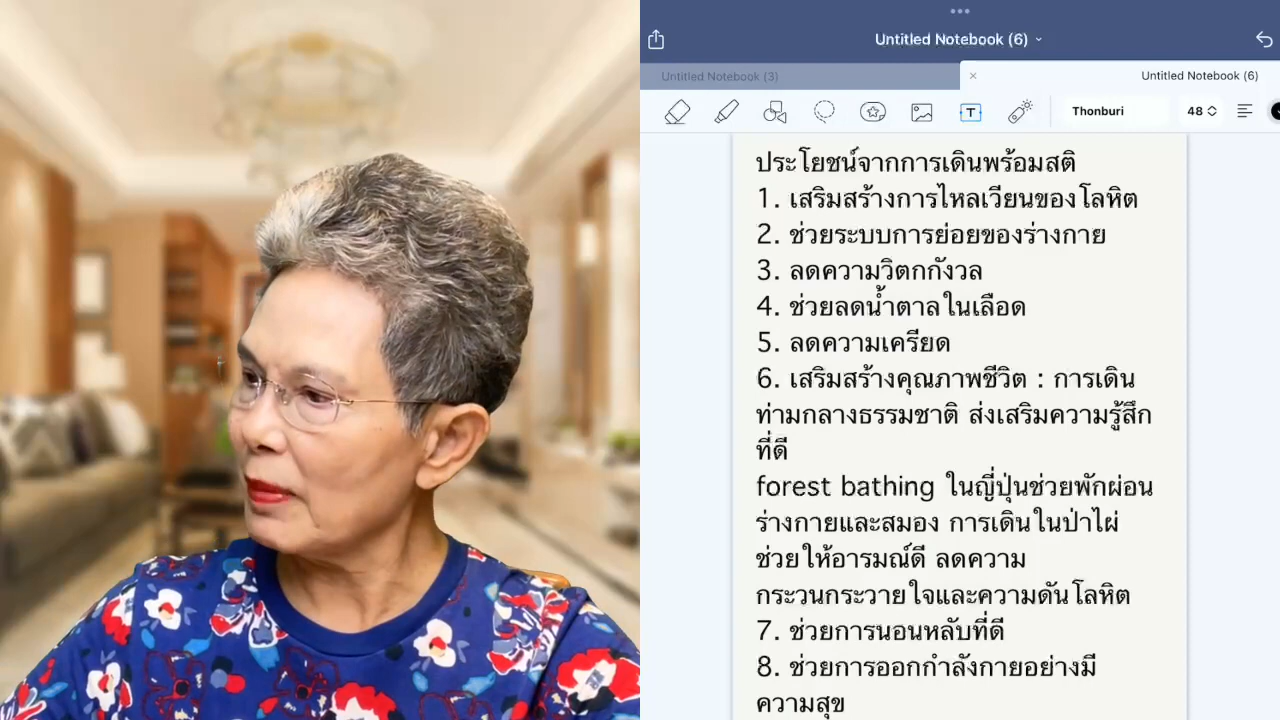 Untitled Notebook (6)
Untitled Notebook (3)
Untitled Notebook (6)
T
Thonburi
48
ประโยชน์จากการเดินพร้อมสติ
1. เสริมสร้างการไหลเวียนของโลหิต
2. ช่วยระบบการย่อยของร่างกาย
3. ลดความวิตกกังวล
4 ช่วยลดน้ำตาลในเลือด
5. ลดความเครียด
6. เสริมสร้างคุณภาพชีวิต : การเดิน
ท่ามกลางธรรมชาติ ส่งเสริมความรู้สึก
ที่ดี
forest bathing ในญี่ปุ่นช่วยพักผ่อน
ร่างกายและสมอง การเดินในป่าไผ่
ช่วยให้อารมณ์ดี ลดความ
กระวนกระวายใจและความดันโลหิต
7. ช่วยการนอนหลับที่ดี
8. ช่วยการออกกำลังกายอย่างมี
ความสุข